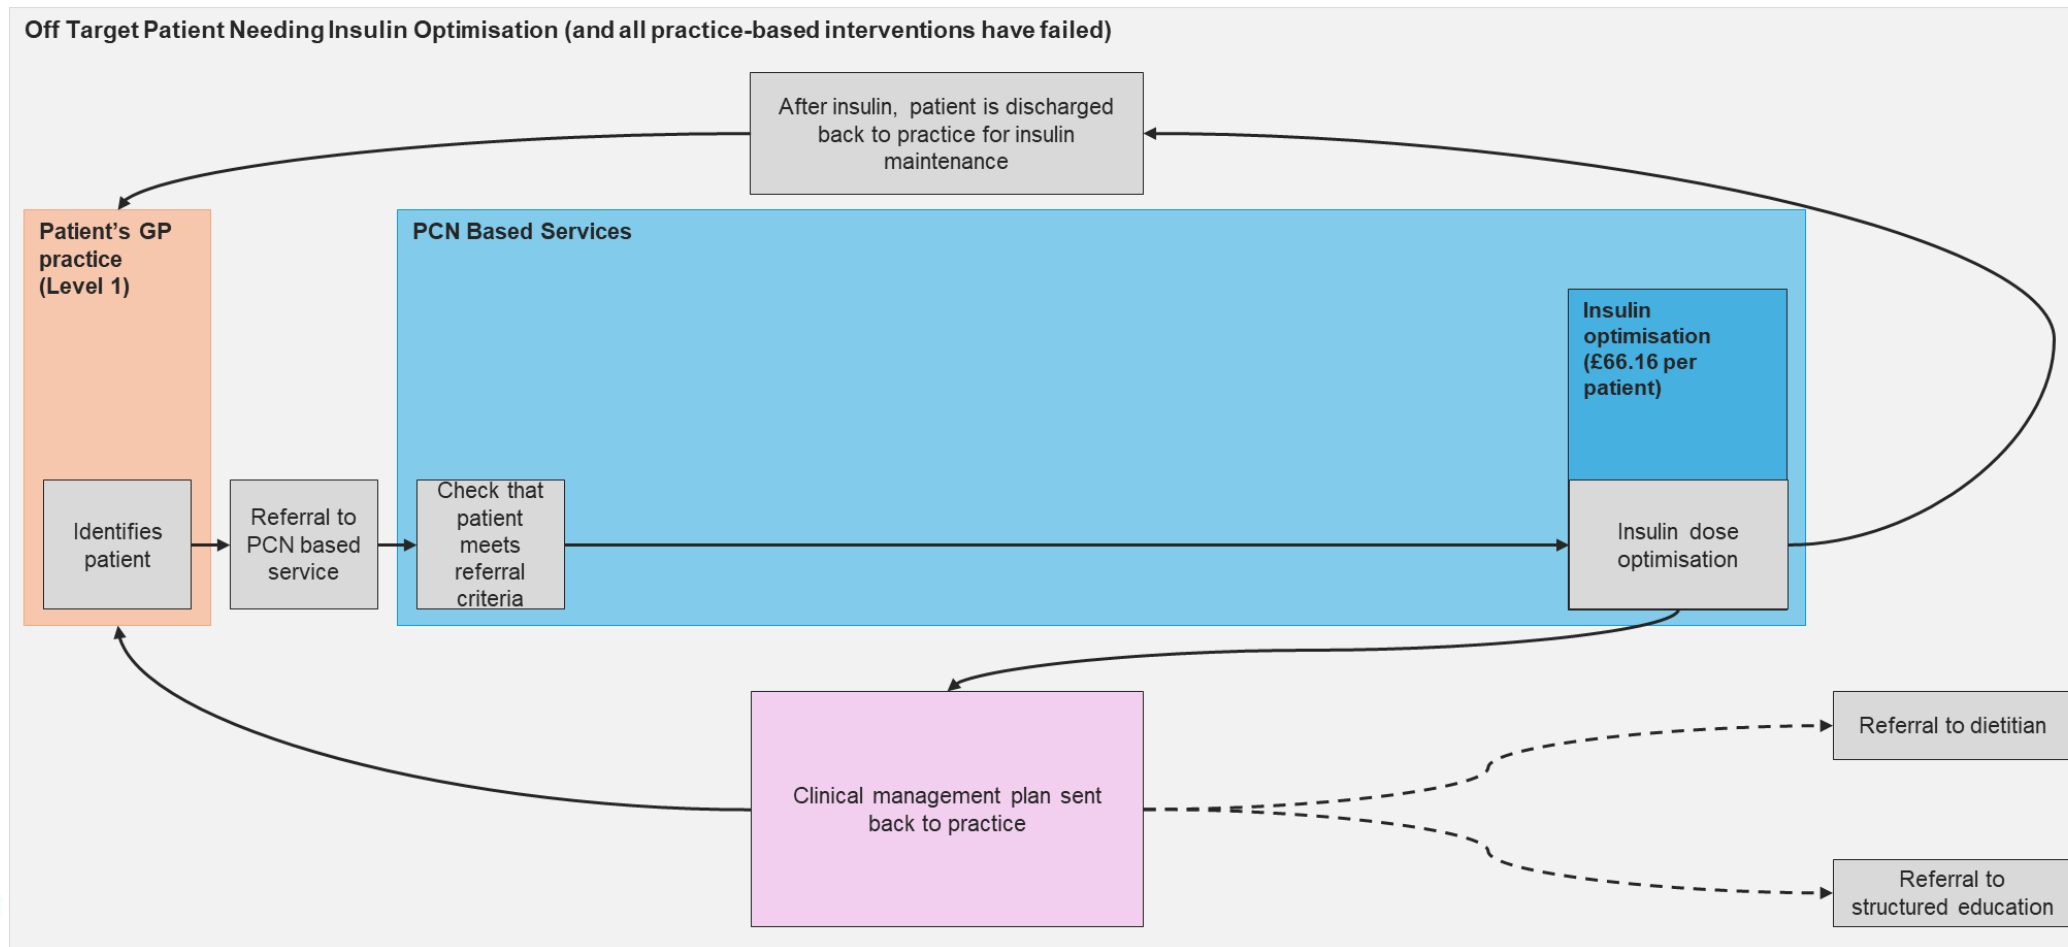 Off Target Patient Needing Insulin Optimisation (and all practice-based interventions have failed)
After insulin, patient is discharged
back to practice for insulin
maintenance
Patient’s GP
practice
(Level 1)
PCN Based Services
Insulin
optimisation
(£66.16 per
patient)
Identifies
patient
Referral to
PCN based
service
Check that
patient
meets
referral
criteria
Insulin dose
optimisation
Clinical management plan sent
back to practice
Referral to dietitian
Referral to
structured education